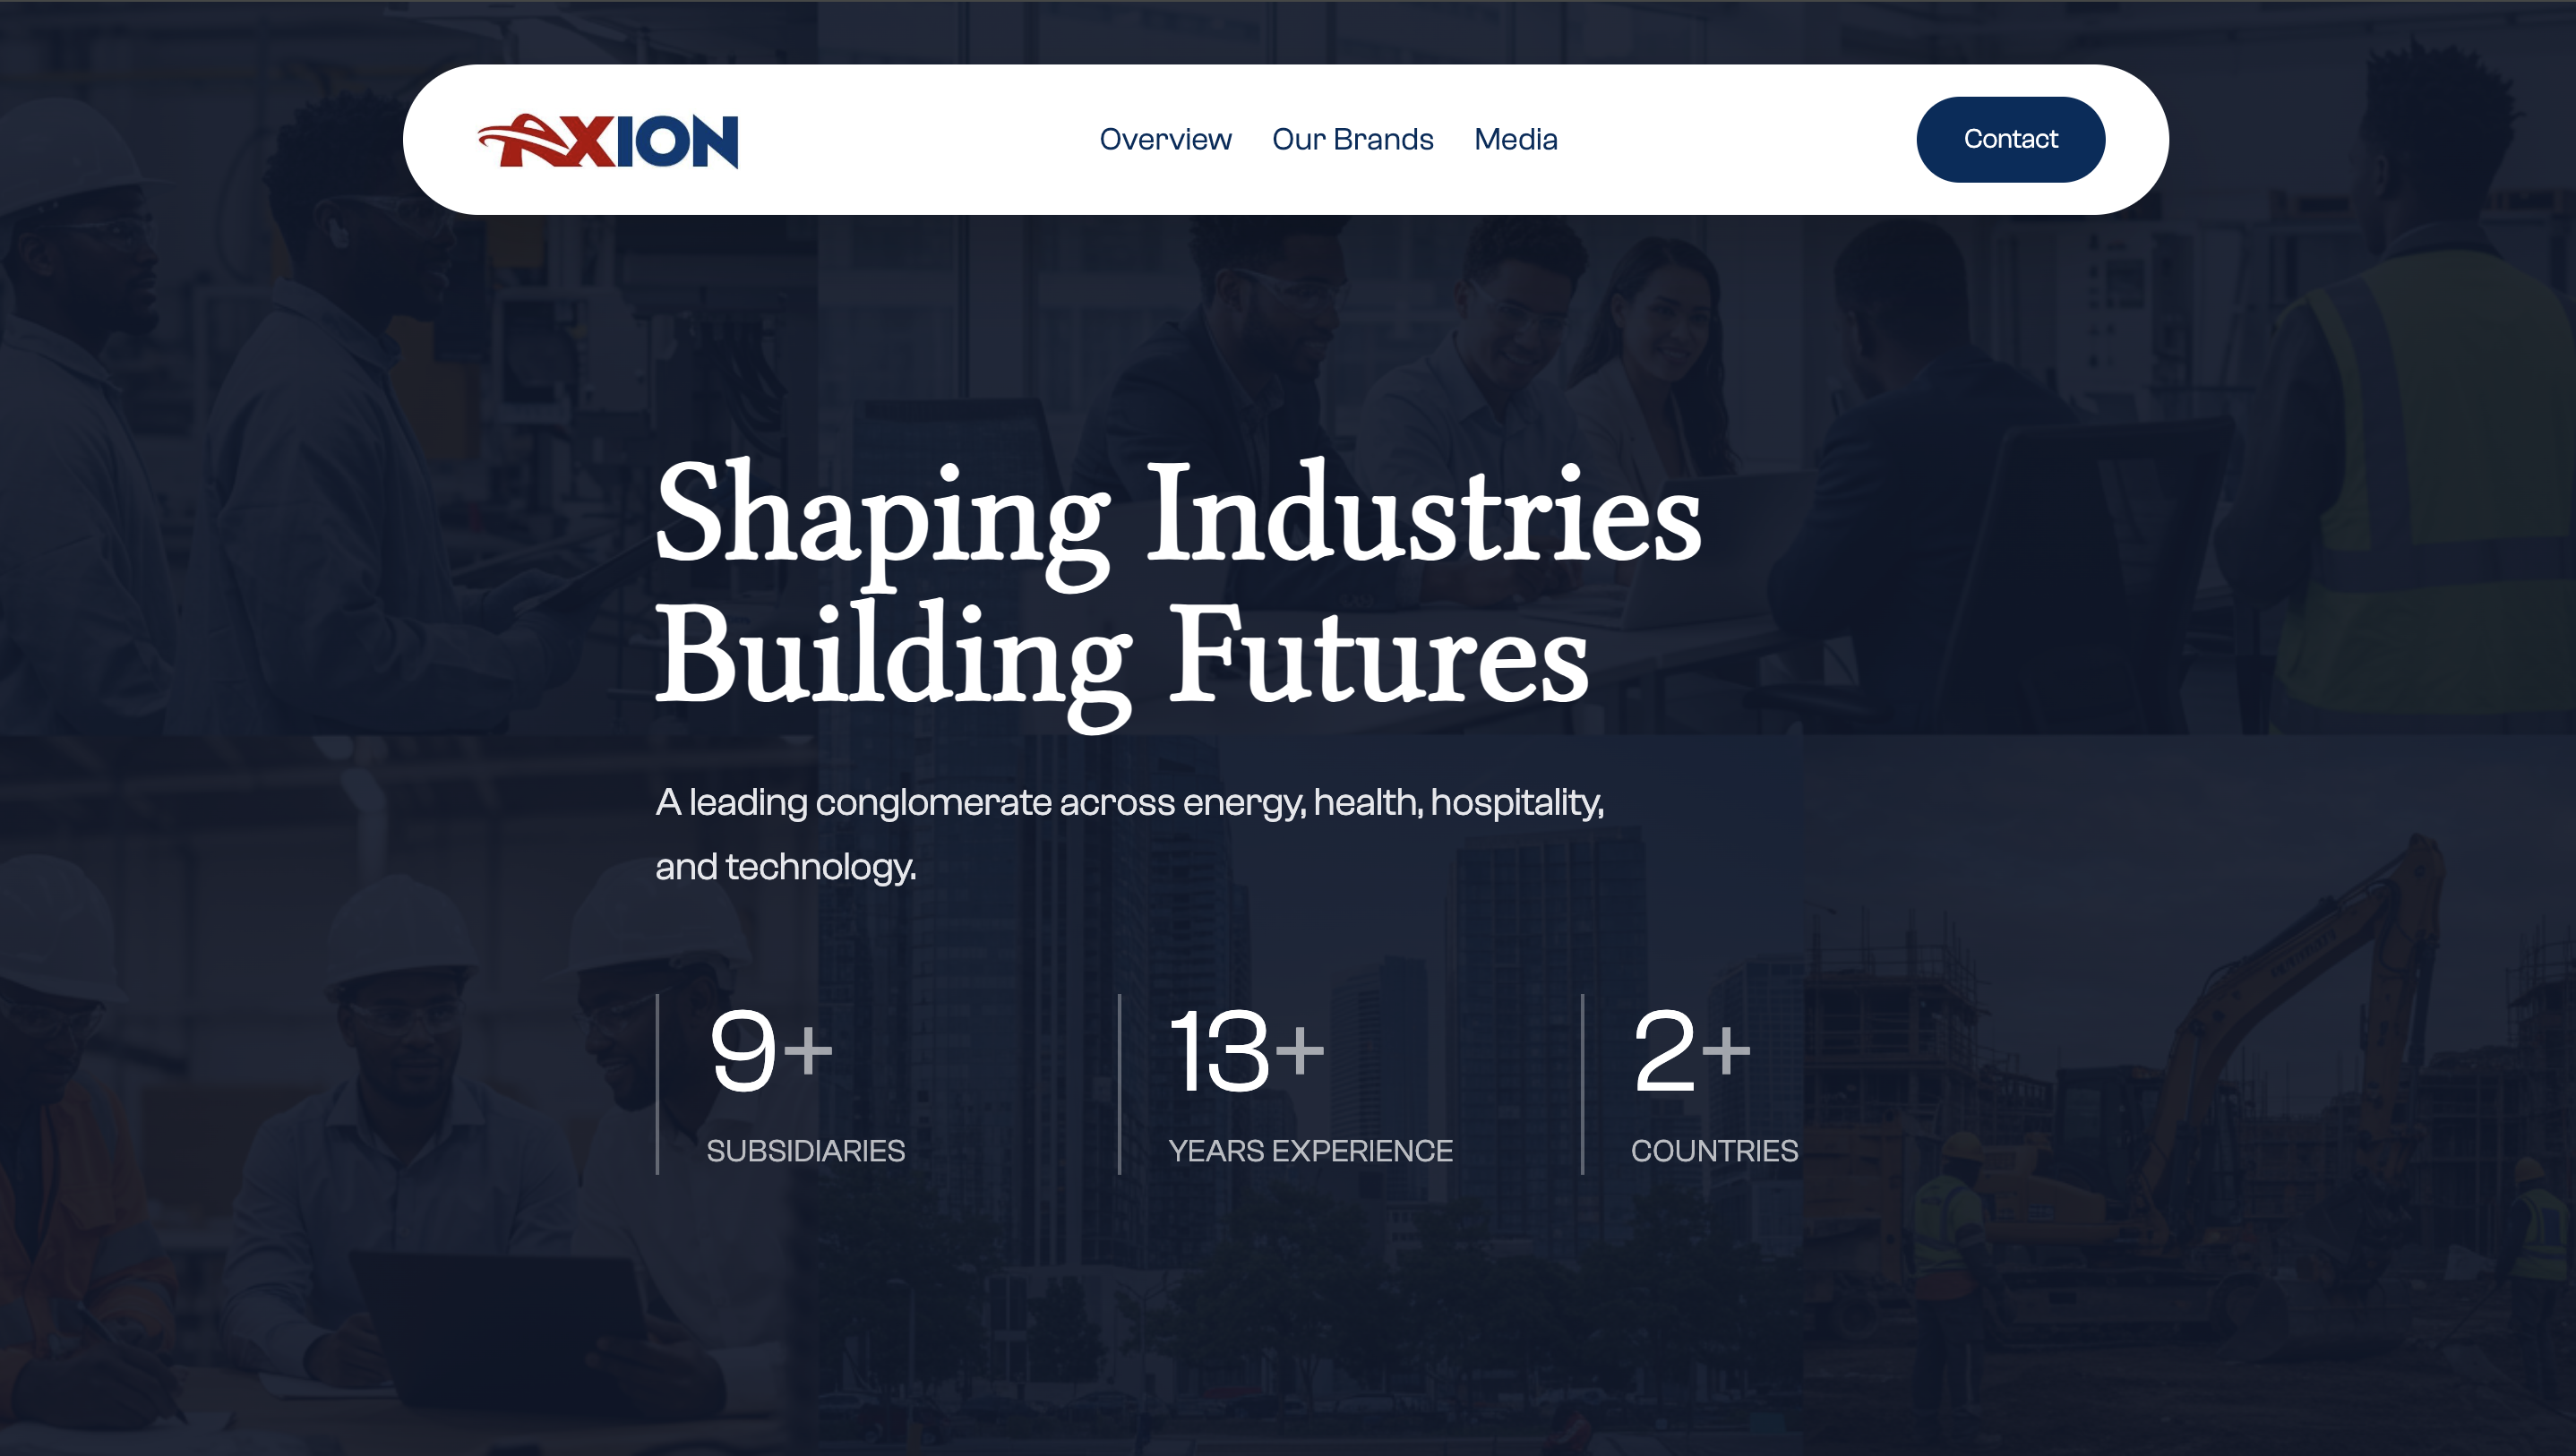 AXION
Overview Our Brands Media
Contact
Shaping Industries
Building Futures
A leading conglomerate across energy, health, hospitality,
and technology.
9+ 13+ 2+
SUBSIDIARIES YEARS EXPERIENCE COUNTRIES